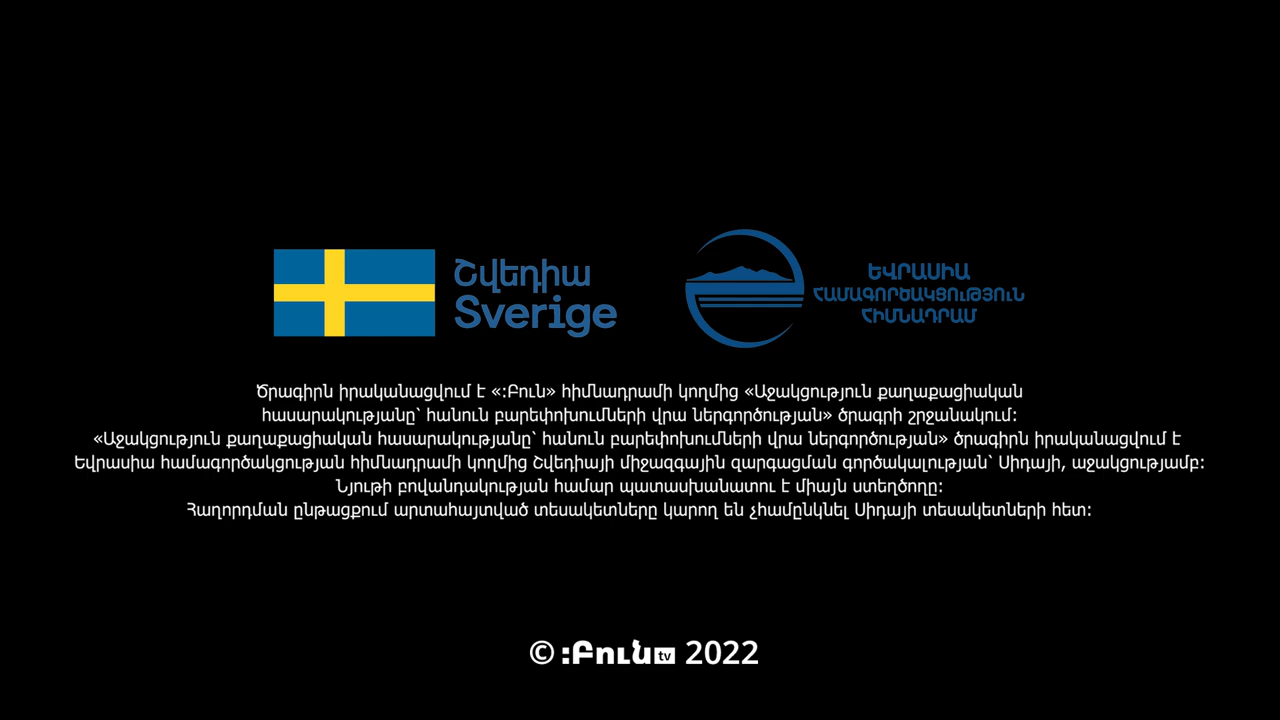 Շվեդիա
Sverige
ԵՎՐԱՍԻԱ
ՀԱՄԱԳՈՐԾԱԿՑՈՒԹՅՈՒՆ
ՀԻՄՆԱԴՐԱՄ
Ծրագիրն իրականացվում է «:Բուն» հիմնադրամի կողմից «Աջակցություն քաղաքացիական
հասարակությանը՝ հանուն բարեփոխումների վրա ներգործության» ծրագրի շրջանակում:
«Աջակցություն քաղաքացիական հասարակությանը՝ հանուն բարեփոխումների վրա ներգործության» ծրագիրն իրականացվում է
Եվրասիա համագործակցության հիմնադրամի կողմից Շվեդիայի միջազգային զարգացման գործակալության՝ Սիդայի, աջակցությամբ:
Նյութի բովանդակության համար պատասխանատու է միայն ստեղծողը:
Հաղորդման ընթացքում արտահայտված տեսակետները կարող են չհամընկնել Սիդայի տեսակետների հետ:
© :Բուն tv 2022